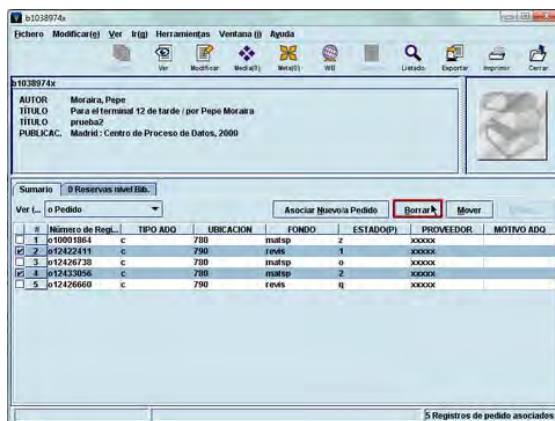 b1038974x
Fichero Modificar(e) Ver Ir(g) Herramientas Ventana (j) Ayuda
Ver Modificar Media(0) Meta(0) WB Listado Exportar Imprimir Cerrar
b1038974x
AUTOR Moraira, Pepe
TÍTULO Para el terminal 12 de tarde / por Pepe Moraira
TÍTULO prueba2
PUBLICAC. Madrid : Centro de Proceso de Datos, 2000
Sumario 0 Reservas nivel Bib.
Ver (... o Pedido Asociar Nuevo/a Pedido Borrar Mover
# Número de Regi... TIPO ADQ UBICACION FONDO ESTADO(P) PROVEEDOR MOTIVO ADQ
1 o10001864 c 780 matsp z xxxxx
2 o12422411 c 790 revis 1 xxxxx
3 o12426738 c 780 matsp o xxxxx
4 o12433056 c 780 matsp 2 xxxxx
5 o12426660 c 790 revis q xxxxx
5 Registros de pedido asociados